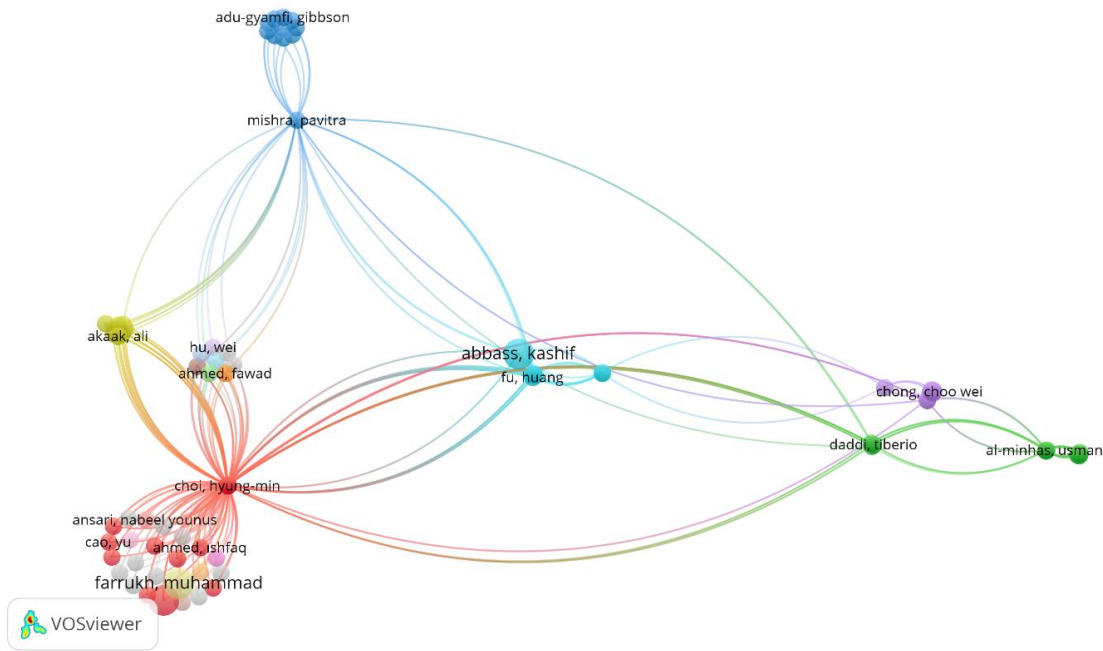 adu-gyamfi, gibbson
mishra, pavitra
akaak, ali
hu, wei
ahmed, fawad
abbass, kashif
fu, huang
chong, choo wei
daddi, tiberio
al-minhas, usman
choi, hyung-min
ansari, nabeel younus
cao, yu
ahmed, ishfaq
farrukh, muhammad
VOSviewer